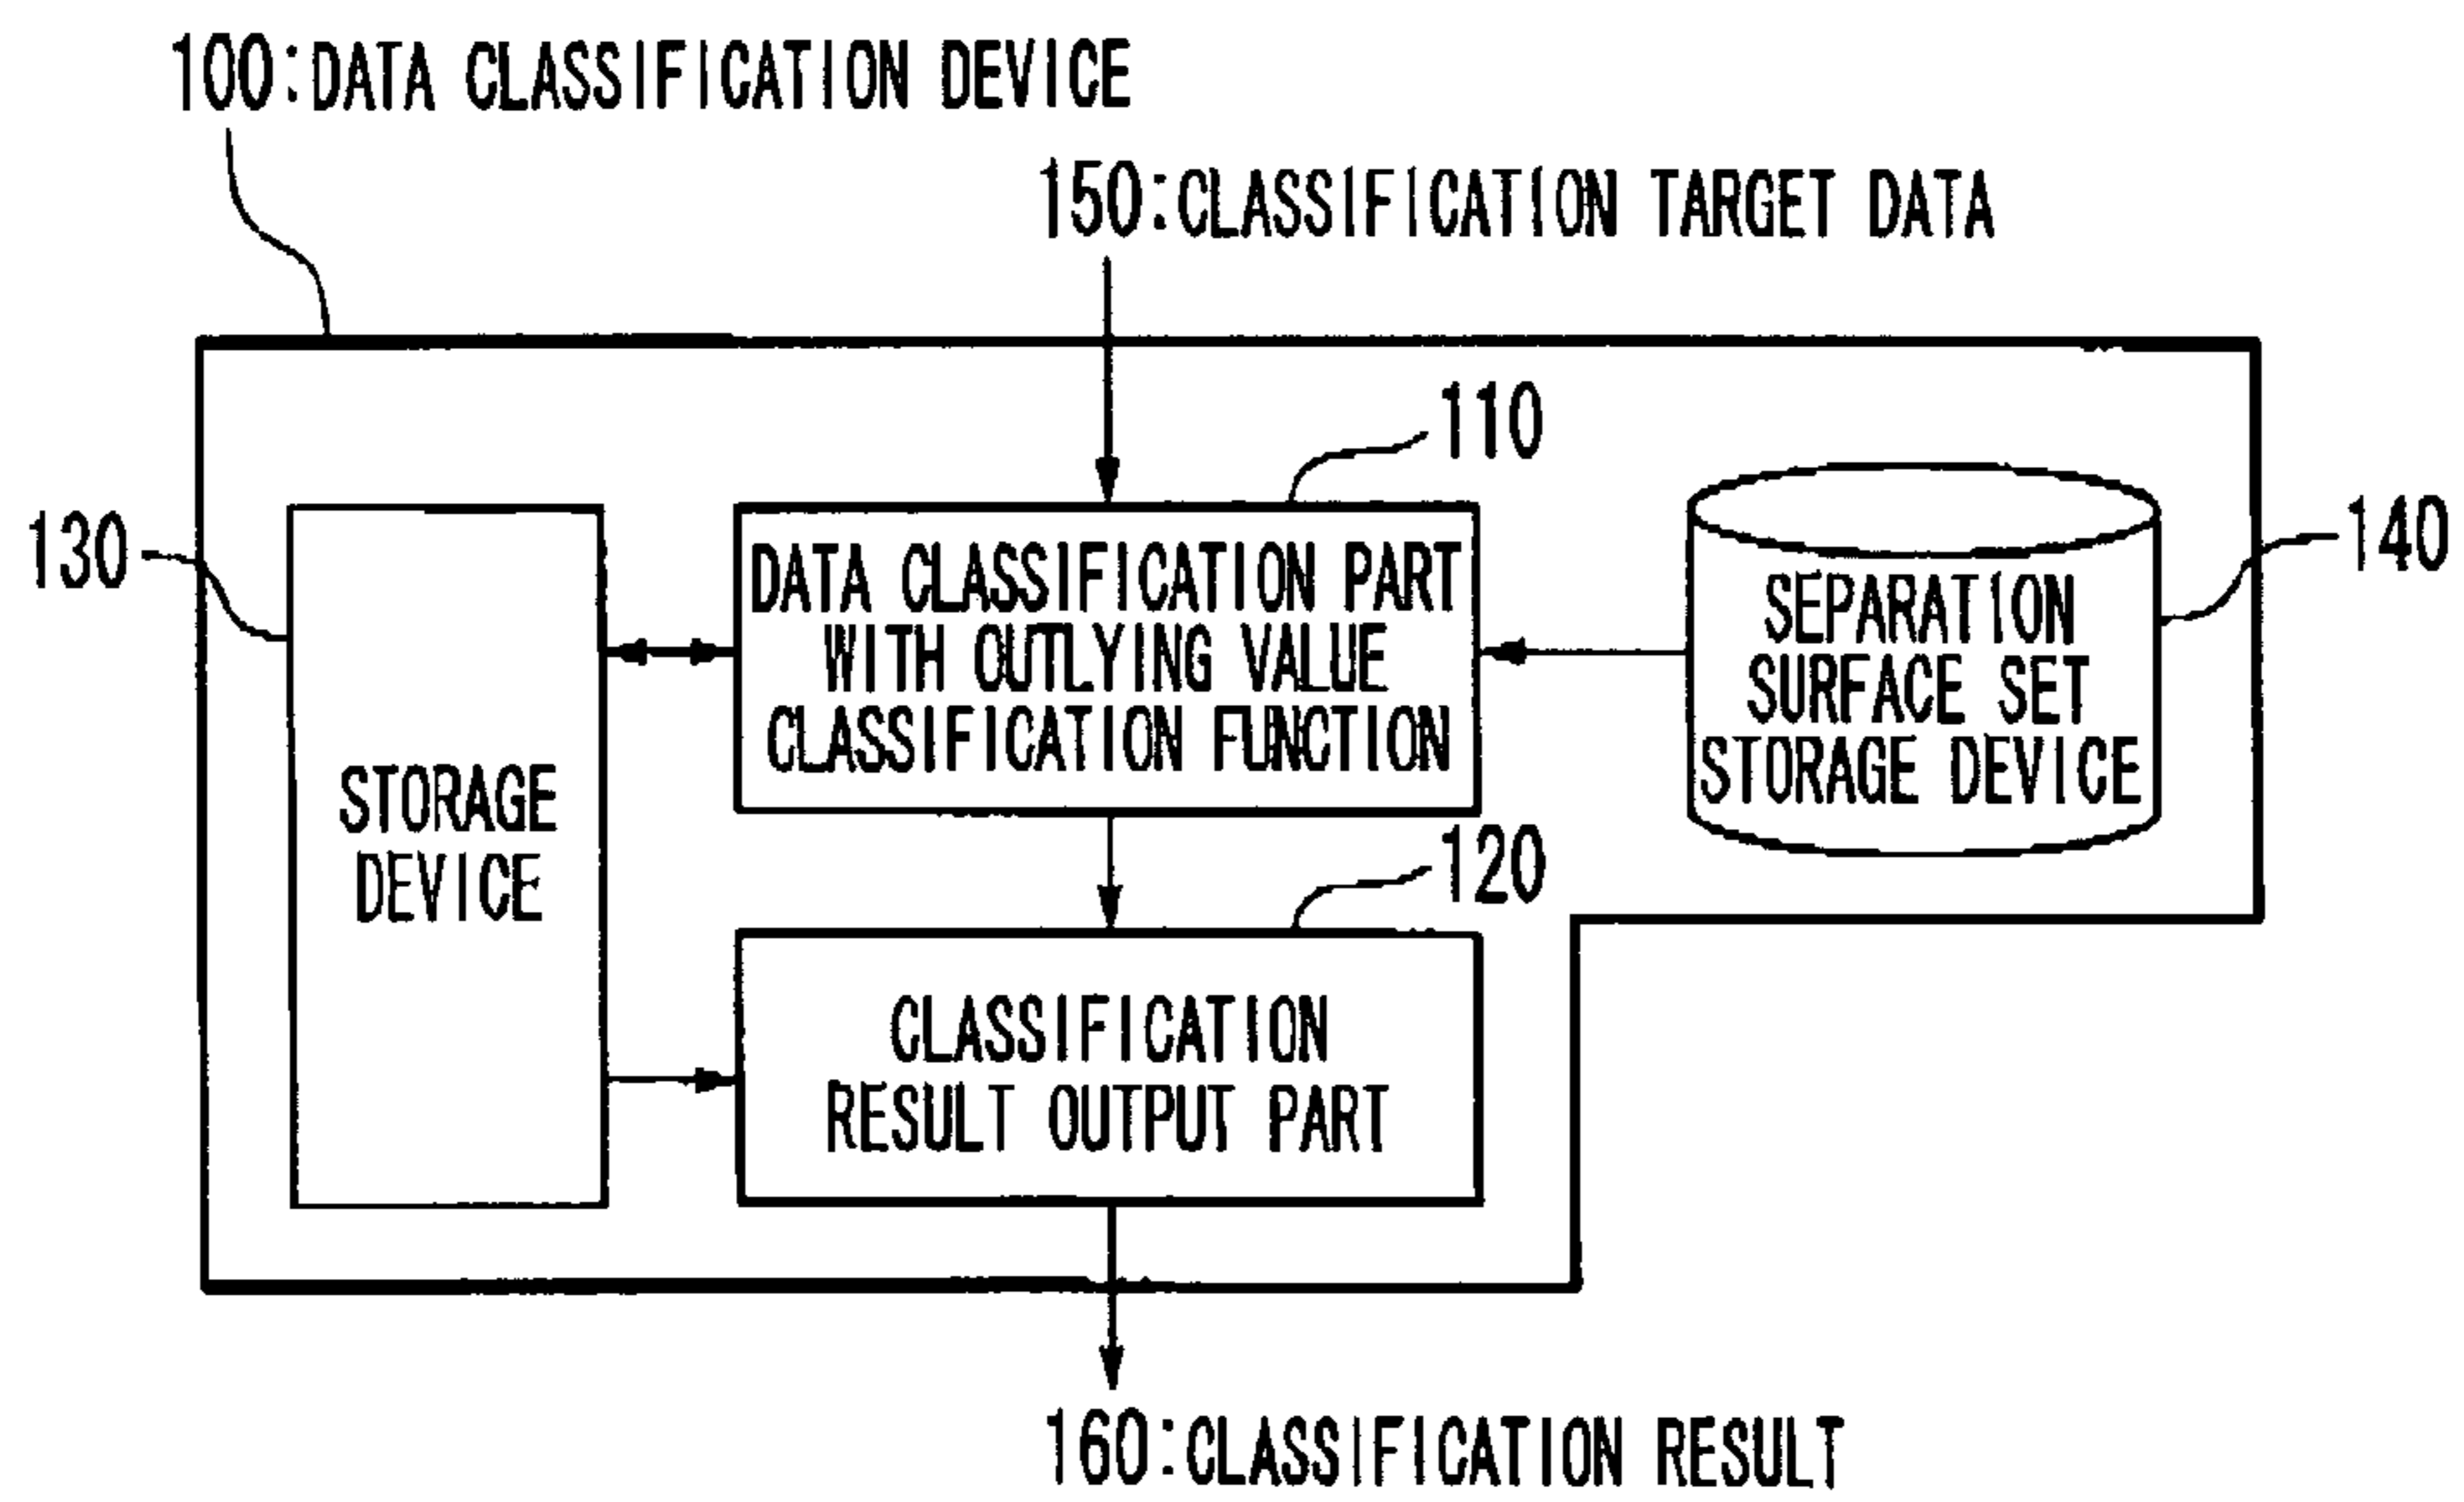 100:DATA CLASSIFICATION DEVICE
150:CLASSIFICATION TARGET DATA
110
130
140
DATA CLASSIFICATION PART
WITH OUTLYING VALUE
CLASSIFICATION FUNCTION
SEPARATION
SURFACE SET
STORAGE DEVICE
STORAGE
DEVICE
120
CLASSIFICATION
RESULT OUTPUT PART
160:CLASSIFICATION RESULT